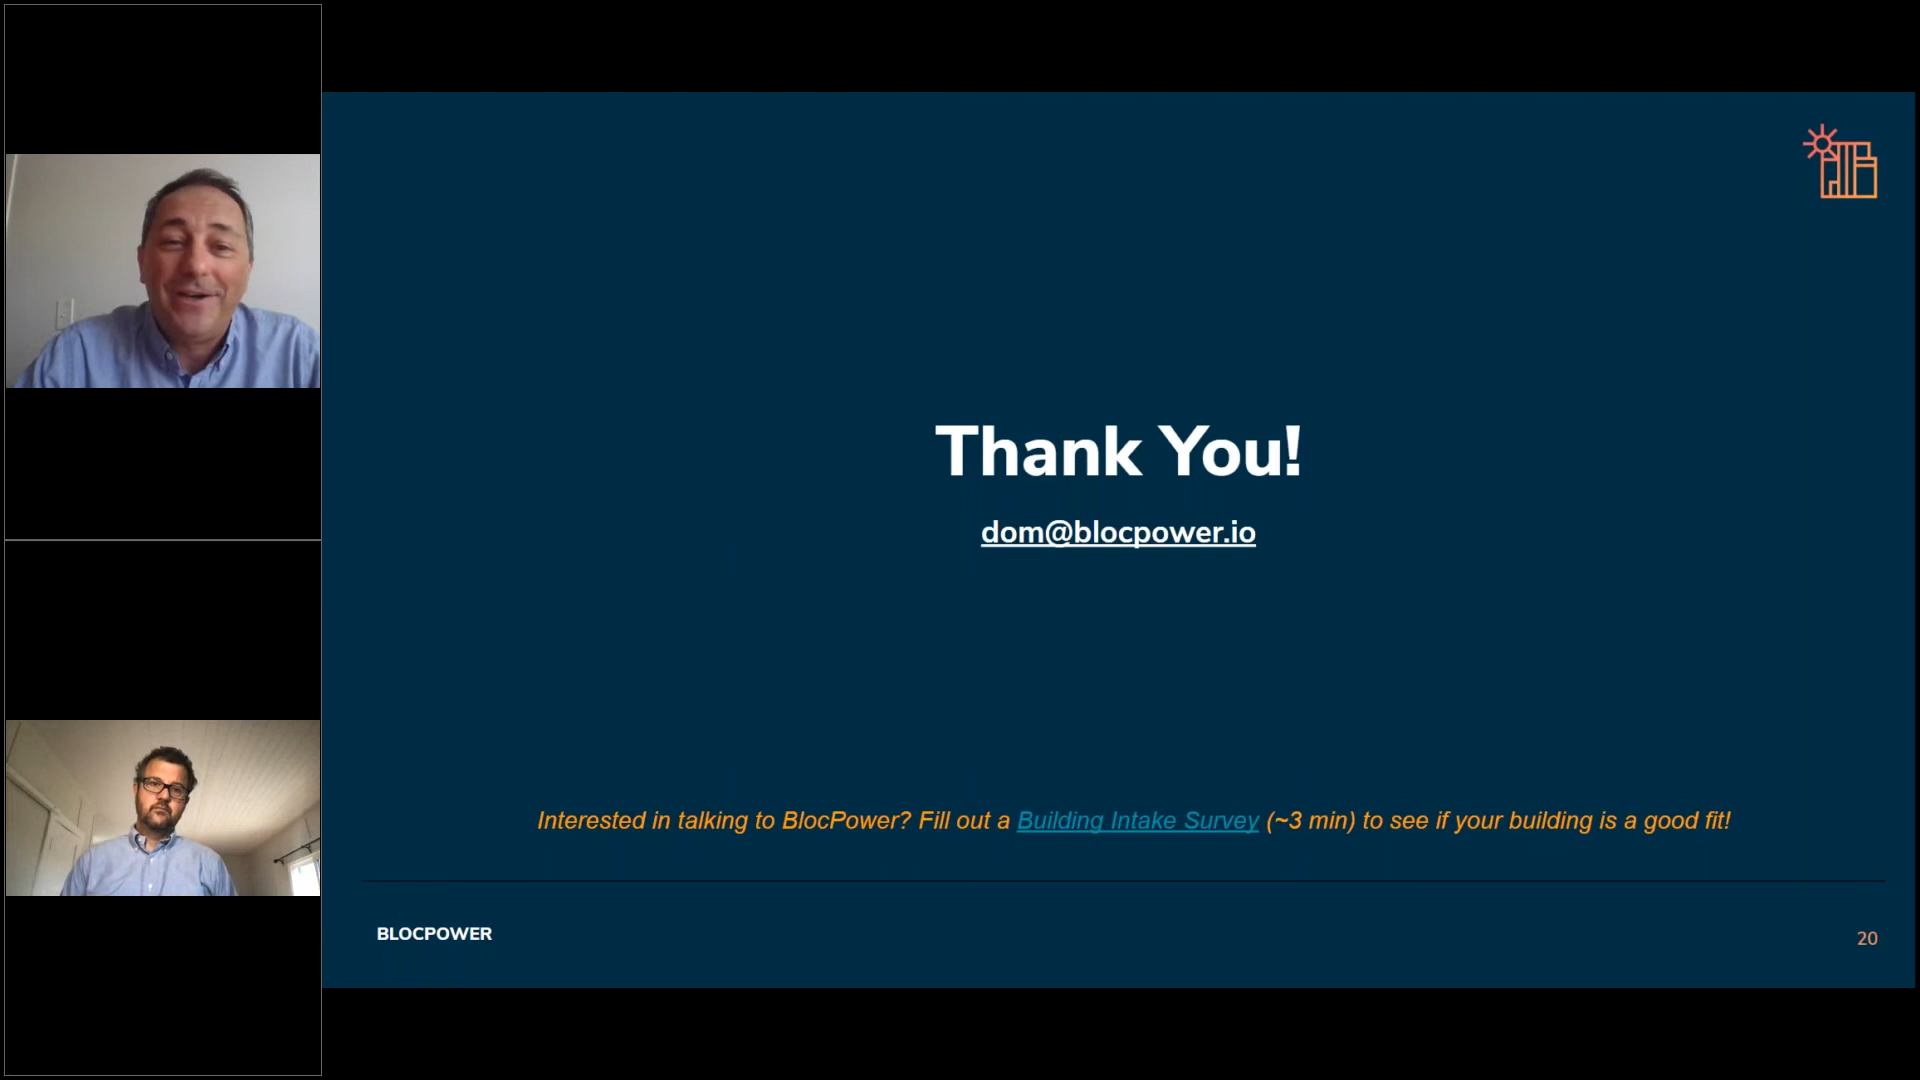 Thank You!
dom@blocpower.io
Interested in talking to BlocPower? Fill out a Building Intake Survey (~3 min) to see if your building is a good fit!
BLOCPOWER
20